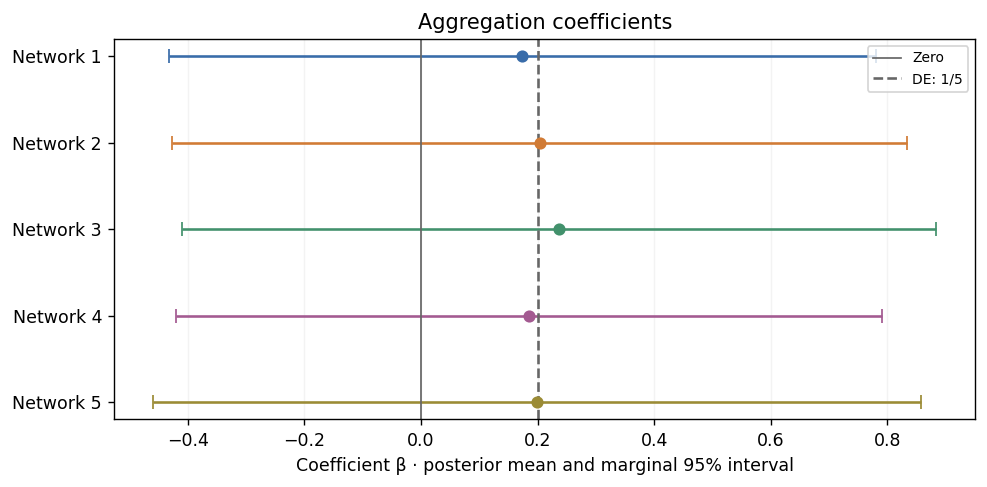 Aggregation coefficients
Network 1
Network 2
Network 3
Network 4
Network 5
Zero
DE: 1/5
−0.4 −0.2 0.0 0.2 0.4 0.6 0.8
Coefficient β · posterior mean and marginal 95% interval